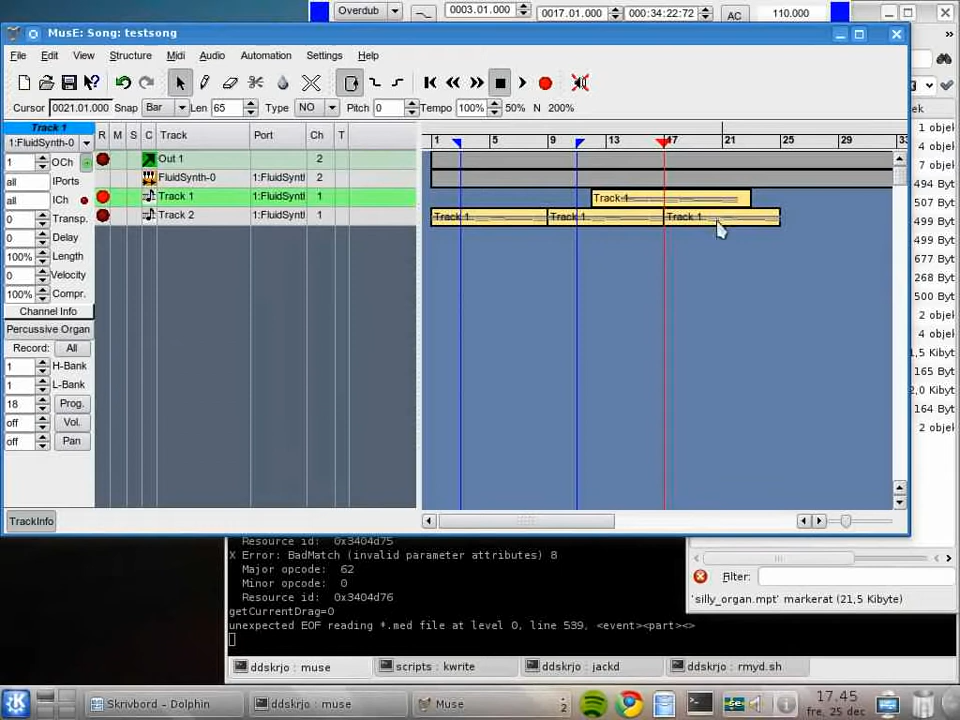 Overdub 0003.01.000 0017.01.000 000:34:22:72 AC 110.000
MusE: Song: testsong
File Edit View Structure Midi Audio Automation Settings Help
Cursor 0021.01.000 Snap Bar Len 65 Type NO Pitch 0 Tempo 100% 50% N 200%
Track 1
1:FluidSynth-0
R M S C Track Port Ch T
1 5 9 13 17 21 25 29 33
1 OCh
all IPorts
all ICh
0 Transp.
0 Delay
100% Length
0 Velocity
100% Compr.
Channel Info
Percussive Organ
Record: All
1 H-Bank
1 L-Bank
18 Prog.
off Vol.
off Pan
TrackInfo
Out 1 2
FluidSynth-0 1:FluidSyntl 2
Track 1 1:FluidSyntl 1
Track 2 1:FluidSyntl 1
Track 1
Track 1 Track 1 Track 1
ek
1 objek
4 objek
7 objek
494 Byt
507 Byt
499 Byt
499 Byt
677 Byt
268 Byt
500 Byt
2 objek
4 objek
1,5 Kibyt
165 Byt
2,0 Kibyt
164 Byt
2 objek
Filter:
'silly_organ.mpt' markerat (21,5 Kibyte)
Resource id: 0x3404d75
X Error: BadMatch (invalid parameter attributes) 8
Major opcode: 62
Minor opcode: 0
Resource id: 0x3404d76
getCurrentDrag=0
unexpected EOF reading *.med file at level 0, line 539, <event><part><>
ddskrjo : muse scripts : kwrite ddskrjo : jackd ddskrjo : rmyd.sh
Skrivbord - Dolphin ddskrjo : muse Muse 2
17.45
fre, 25 dec